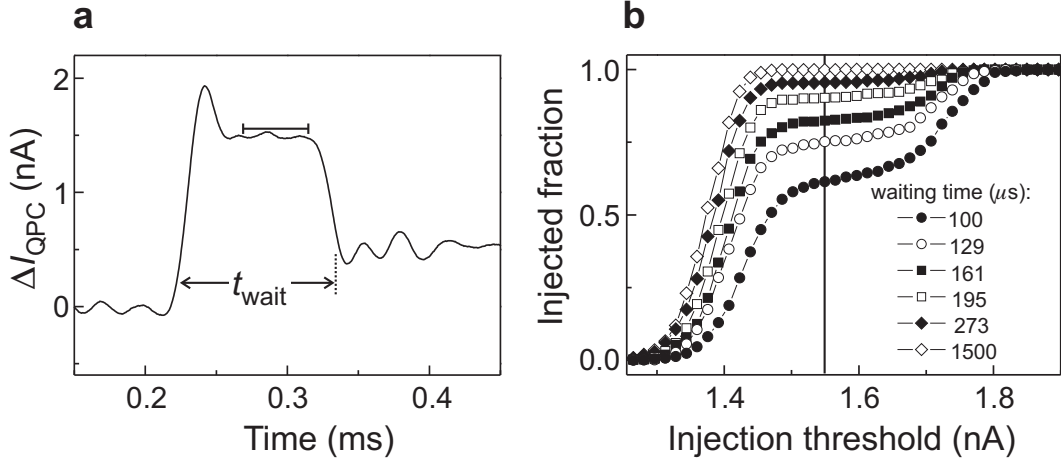 a
ΔI_QPC (nA)
2
1
0
t_wait
0.2
0.3
0.4
Time (ms)
b
Injected fraction
1.0
0.5
0.0
waiting time (μs):
100
129
161
195
273
1500
1.4
1.6
1.8
Injection threshold (nA)